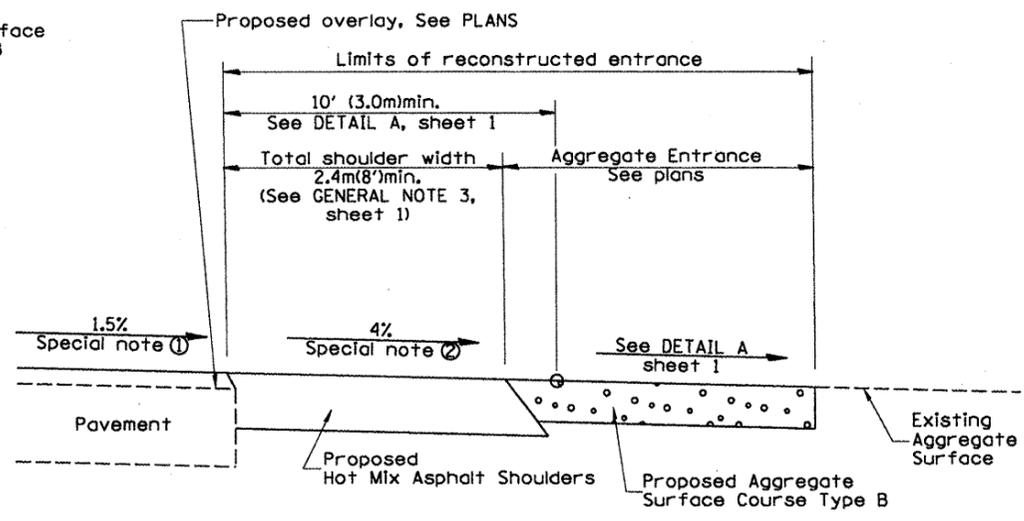 face
Proposed overlay, See PLANS
Limits of reconstructed entrance
10' (3.0m)min.
See DETAIL A, sheet 1
Total shoulder width
2.4m(8')min.
(See GENERAL NOTE 3,
sheet 1)
Aggregate Entrance
See plans
1.5%
Special note ①
4%
Special note ②
See DETAIL A
sheet 1
Pavement
Proposed
Hot Mix Asphalt Shoulders
Proposed Aggregate
Surface Course Type B
Existing
Aggregate
Surface